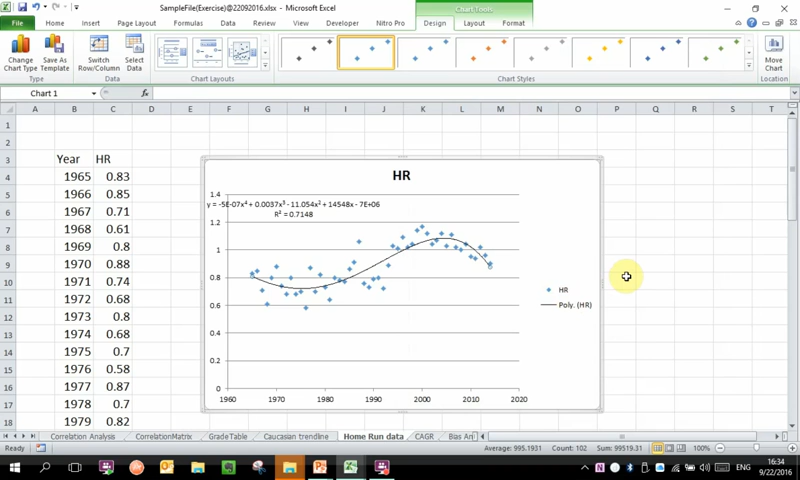 SampleFile(Exercise)@22092016.xlsx - Microsoft Excel
Chart Tools
File Home Insert Page Layout Formulas Data Review View Developer Nitro Pro Design Layout Format
Change Chart Type
Save As Template
Switch Row/Column
Select Data
Move Chart
Type Data Chart Layouts Chart Styles Location
Chart 1 fx
A B C D E F G H I J K L M N O P Q R S T
1
2
3 Year HR
4 1965 0.83
5 1966 0.85
6 1967 0.71
7 1968 0.61
8 1969 0.8
9 1970 0.88
10 1971 0.74
11 1972 0.68
12 1973 0.8
13 1974 0.68
14 1975 0.7
15 1976 0.58
16 1977 0.87
17 1978 0.7
18 1979 0.82
HR
y = -5E-07x⁴ + 0.0037x³ - 11.054x² + 14548x - 7E+06
R² = 0.7148
1.4
1.2
1
0.8
0.6
0.4
0.2
0
1960 1970 1980 1990 2000 2010 2020
HR
Poly. (HR)
Correlation Analysis CorrelationMatrix GradeTable Caucasian trendline Home Run data CAGR Bias An
Ready Average: 995.1931 Count: 102 Sum: 99519.31 100%
ENG
16:34
9/22/2016